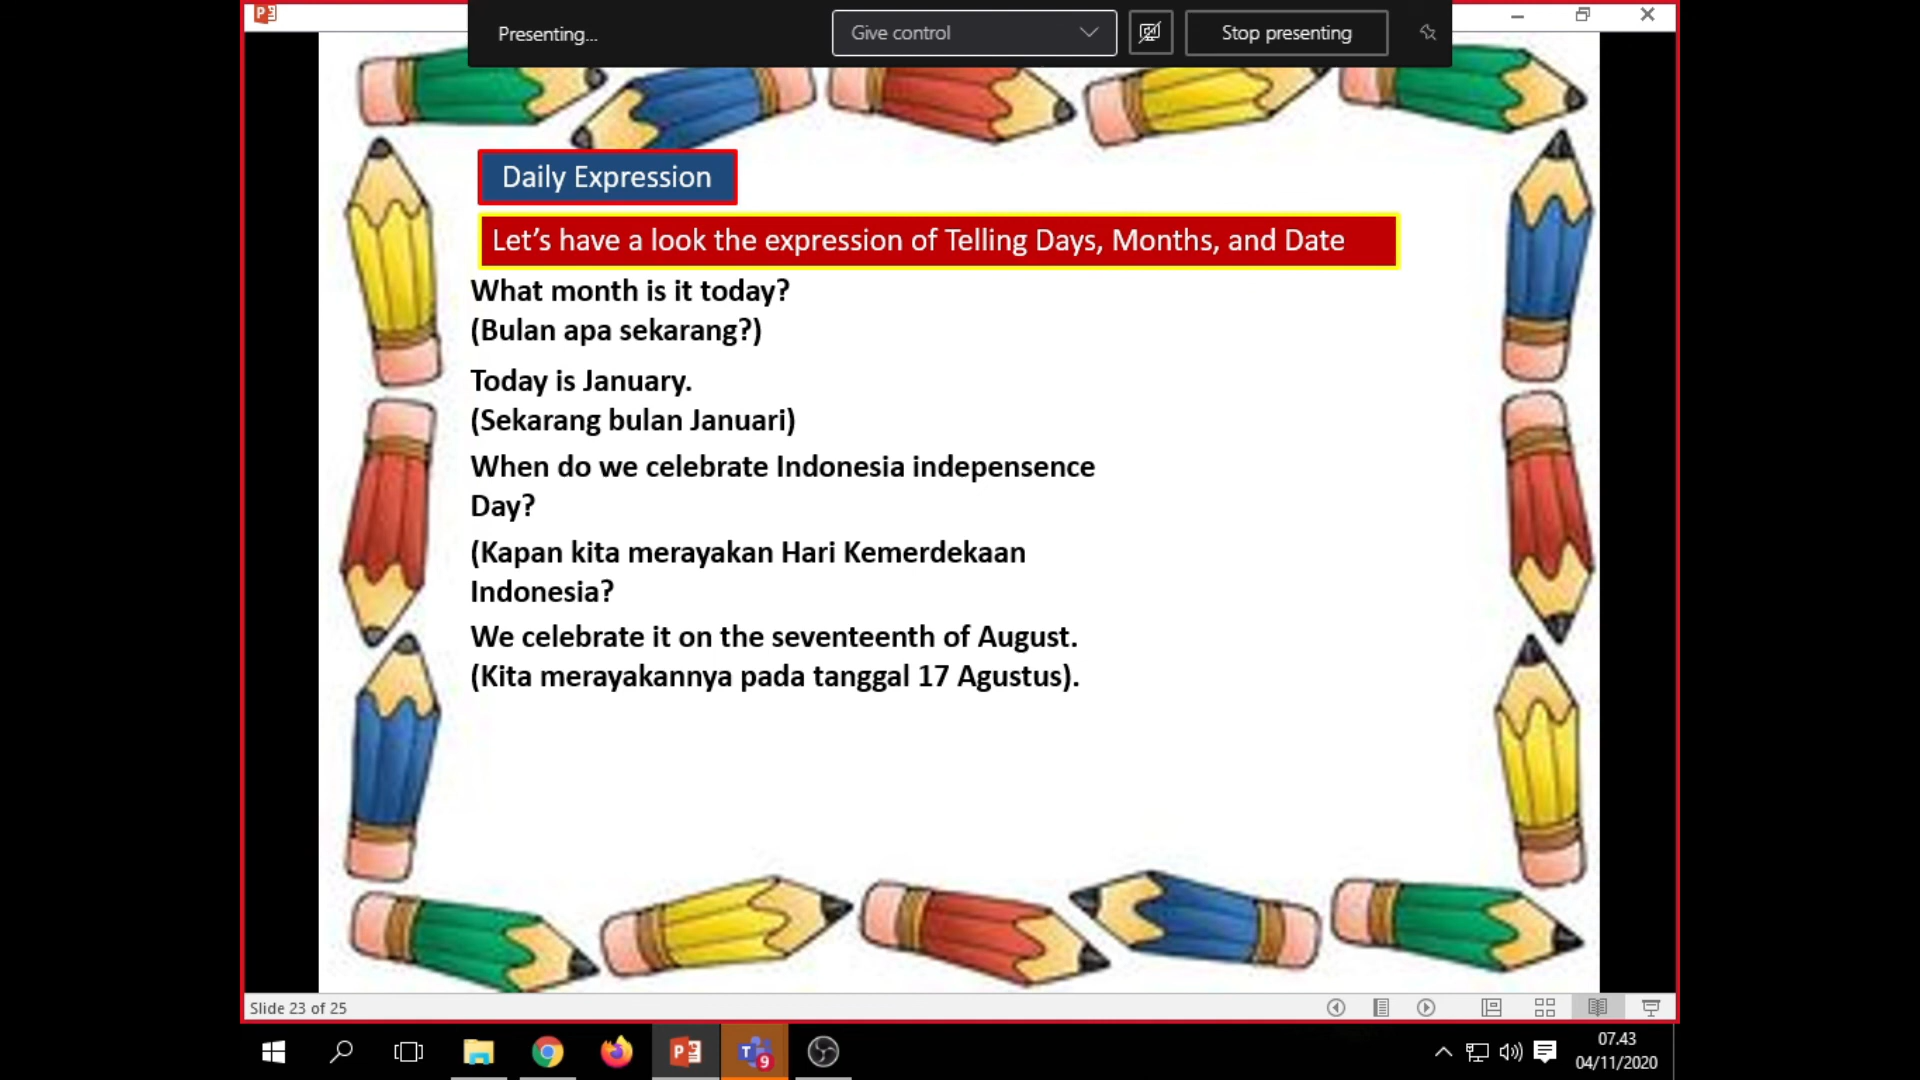 Presenting...
Give control
Stop presenting
Daily Expression
Let's have a look the expression of Telling Days, Months, and Date
What month is it today?
(Bulan apa sekarang?)
Today is January.
(Sekarang bulan Januari)
When do we celebrate Indonesia indepensence
Day?
(Kapan kita merayakan Hari Kemerdekaan
Indonesia?
We celebrate it on the seventeenth of August.
(Kita merayakannya pada tanggal 17 Agustus).
Slide 23 of 25
9
07.43
04/11/2020